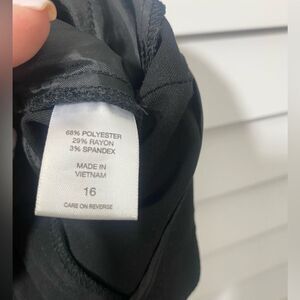 68% POLYESTER
29% RAYON
3% SPANDEX
MADE IN
VIETNAM
16
CARE ON REVERSE